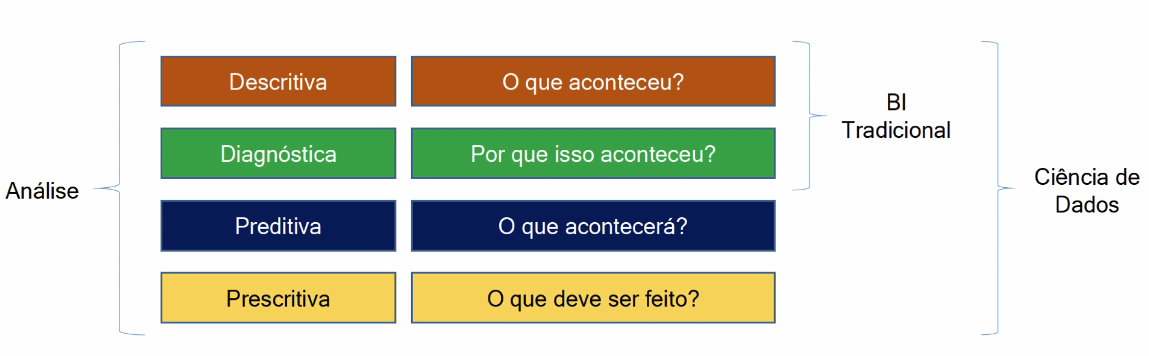 Descritiva
O que aconteceu?
Diagnóstica
Por que isso aconteceu?
Preditiva
O que acontecerá?
Prescritiva
O que deve ser feito?
Análise
BI
Tradicional
Ciência de
Dados